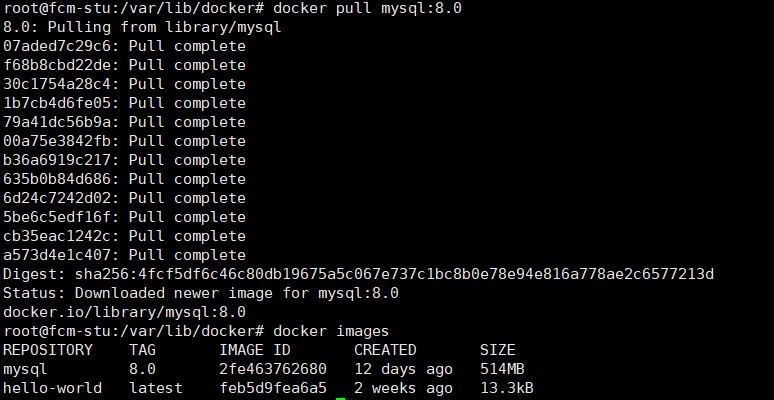 root@fcm-stu:/var/lib/docker# docker pull mysql:8.0
8.0: Pulling from library/mysql
07aded7c29c6: Pull complete
f68b8cbd22de: Pull complete
30c1754a28c4: Pull complete
1b7cb4d6fe05: Pull complete
79a41dc56b9a: Pull complete
00a75e3842fb: Pull complete
b36a6919c217: Pull complete
635b0b84d686: Pull complete
6d24c7242d02: Pull complete
5be6c5edf16f: Pull complete
cb35eac1242c: Pull complete
a573d4e1c407: Pull complete
Digest: sha256:4fcf5df6c46c80db19675a5c067e737c1bc8b0e78e94e816a778ae2c6577213d
Status: Downloaded newer image for mysql:8.0
docker.io/library/mysql:8.0
root@fcm-stu:/var/lib/docker# docker images
REPOSITORY    TAG       IMAGE ID       CREATED       SIZE
mysql         8.0       2fe463762680   12 days ago   514MB
hello-world   latest    feb5d9fea6a5   2 weeks ago   13.3kB